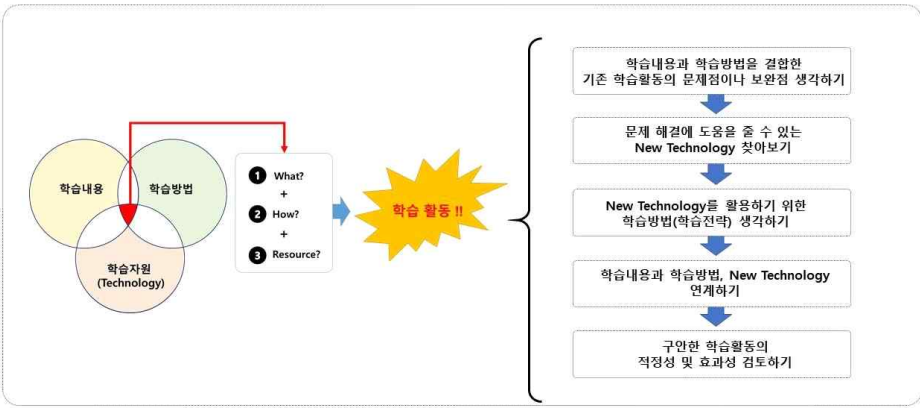 학습내용
학습방법
학습자원
(Technology)
1 What?
+
2 How?
+
3 Resource?
학습 활동 !!
학습내용과 학습방법을 결합한
기존 학습활동의 문제점이나 보완점 생각하기
문제 해결에 도움을 줄 수 있는
New Technology 찾아보기
New Technology를 활용하기 위한
학습방법(학습전략) 생각하기
학습내용과 학습방법, New Technology
연계하기
구안한 학습활동의
적정성 및 효과성 검토하기